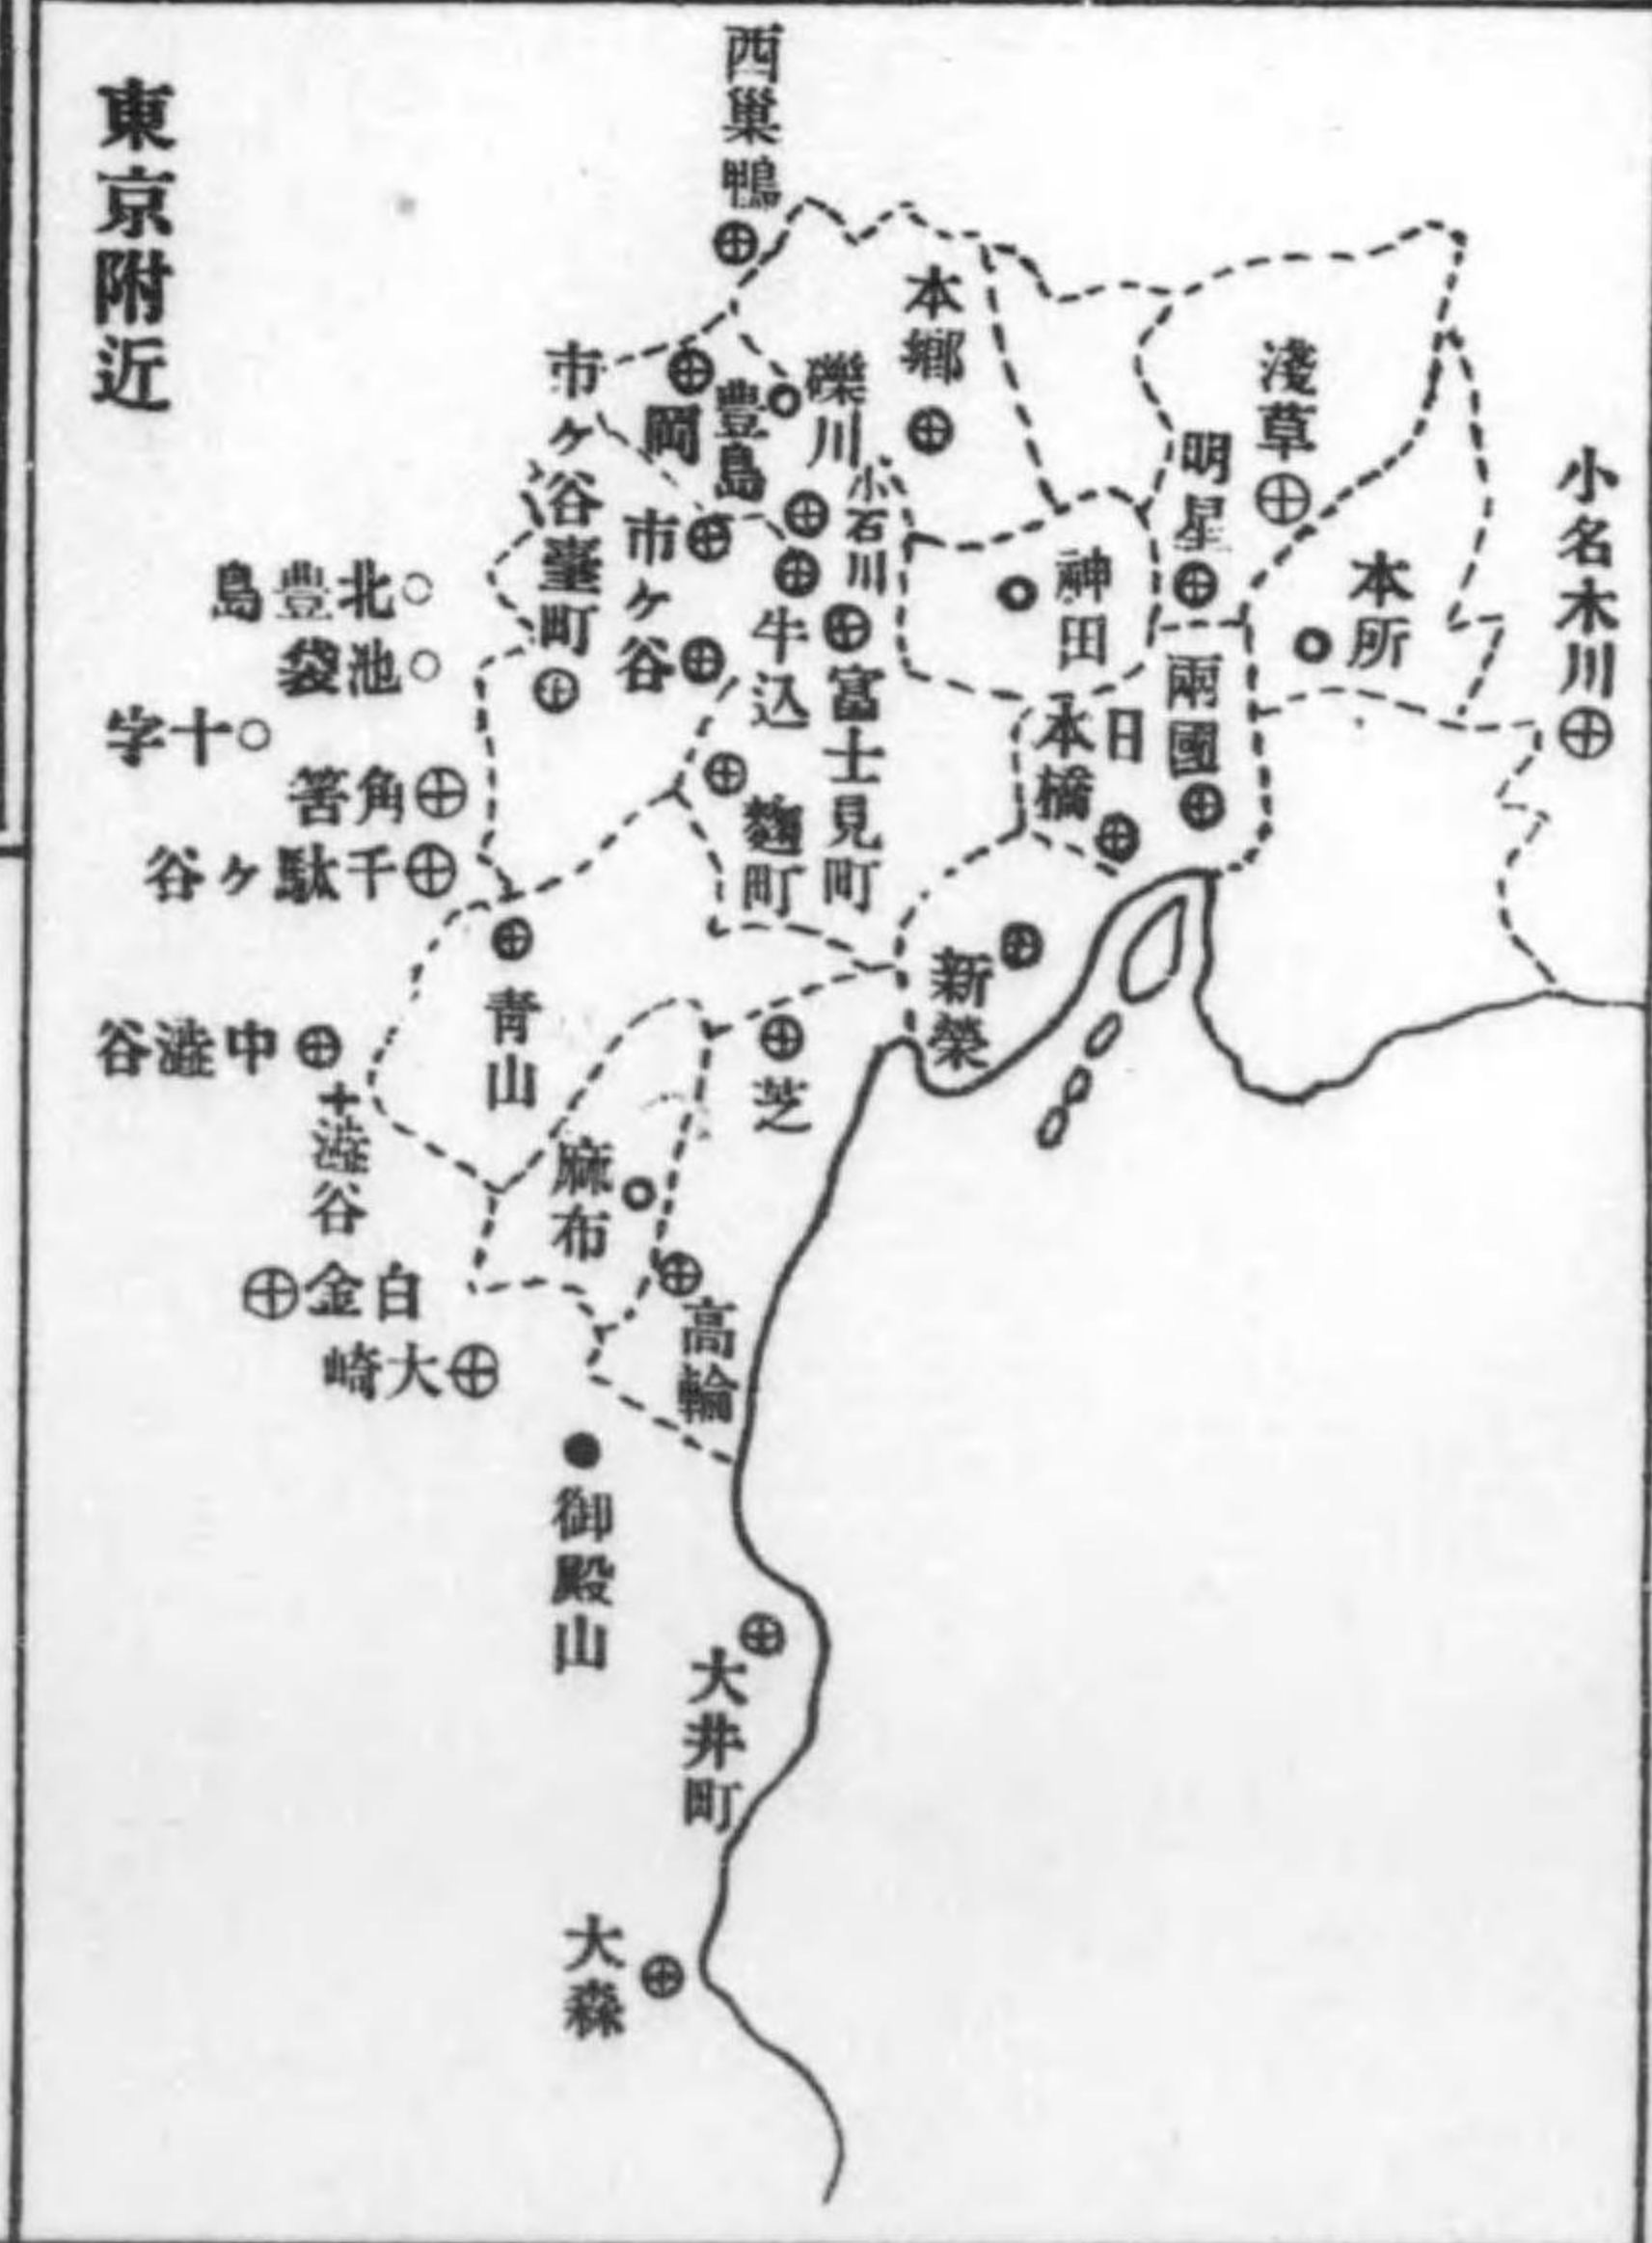 東京附近
西巢鴨
本鄉
淺草
明星
小名木川
本所
礫川
小石川
豊島
岡
市ヶ谷臺町
市ヶ谷
神田
牛込
富士見町
兩國
日本橋
麴町
新榮
北豊島
池袋
十字
角筈
千駄ヶ谷
青山
中澁谷
澁谷
芝
麻布
白金
大崎
高輪
御殿山
大井町
大森